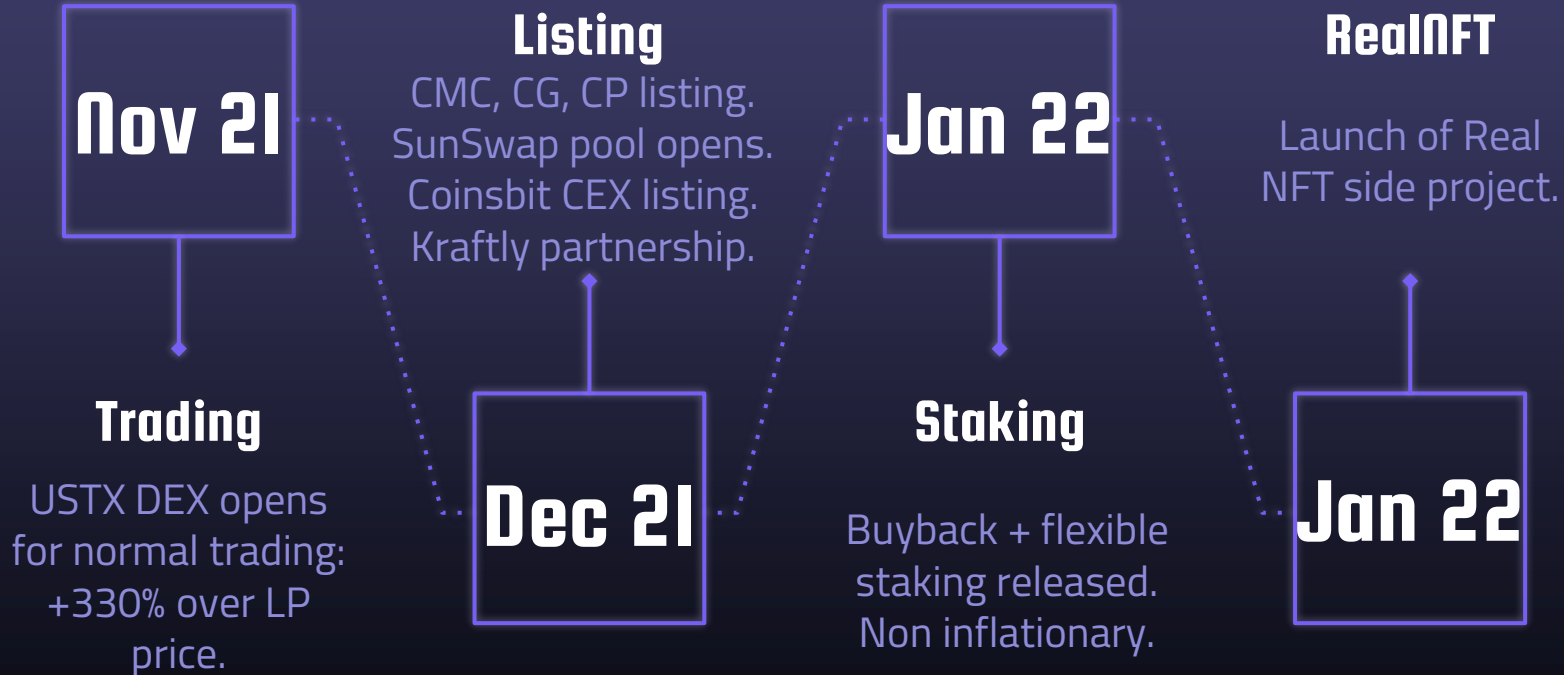 Nov 21
Trading
USTX DEX opens
for normal trading:
+330% over LP
price.
Listing
CMC, CG, CP listing.
SunSwap pool opens.
Coinsbit CEX listing.
Kraftly partnership.
Dec 21
Jan 22
Staking
Buyback + flexible
staking released.
Non inflationary.
RealNFT
Launch of Real
NFT side project.
Jan 22